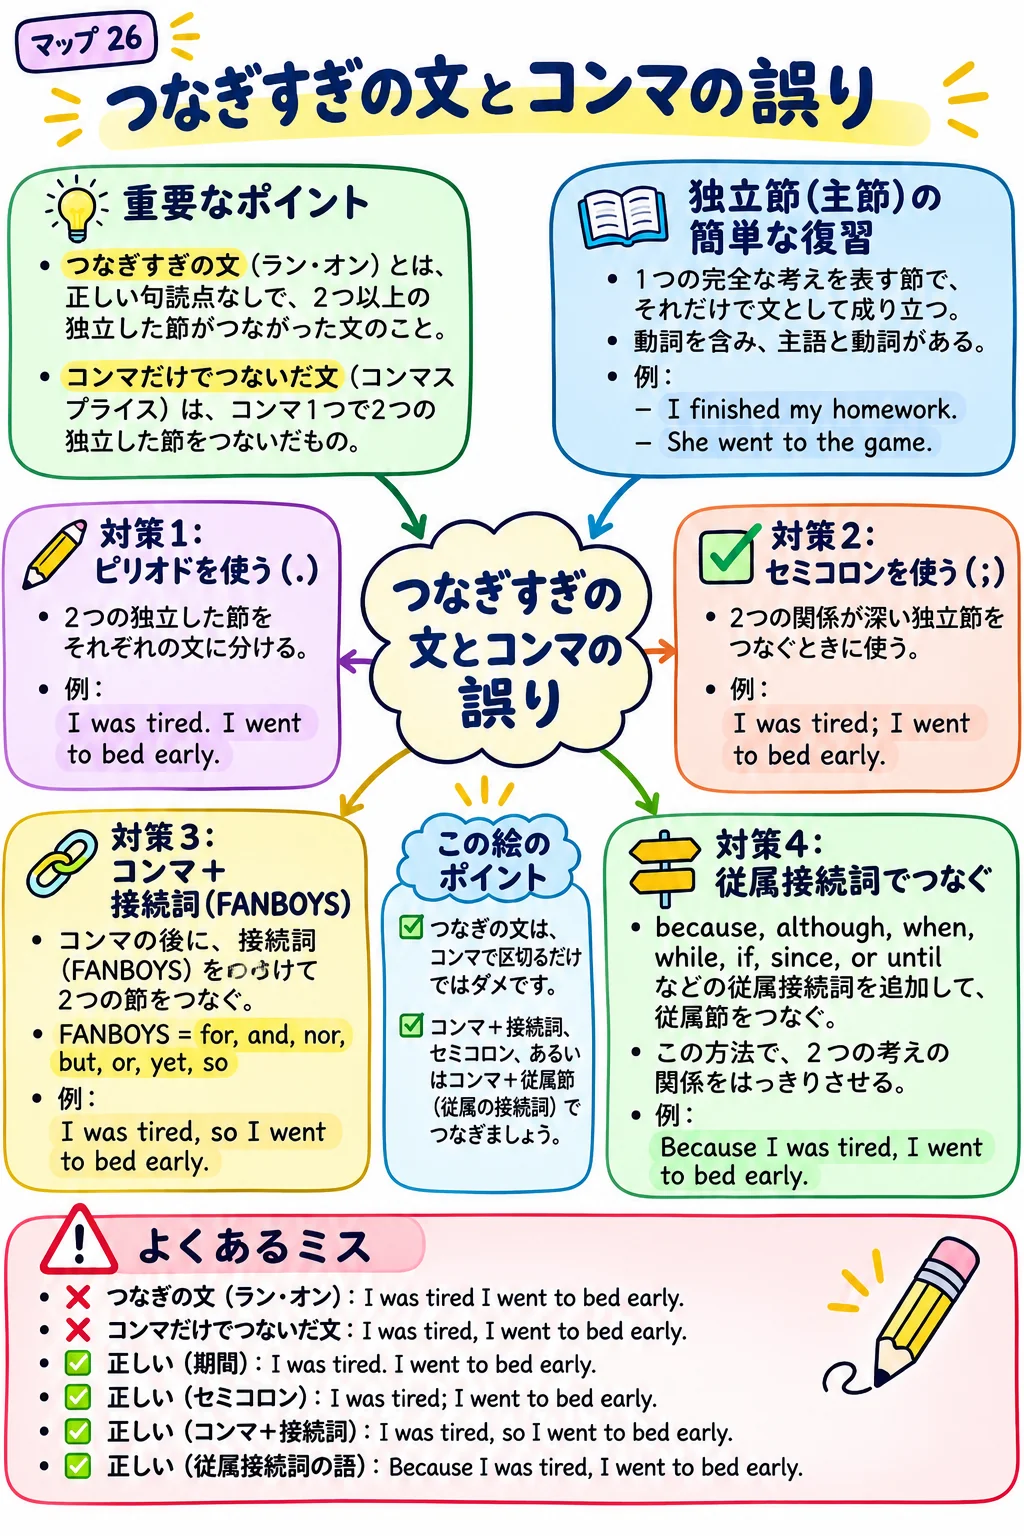 マップ 26
つなぎすぎの文とコンマの誤り
重要なポイント
• つなぎすぎの文（ラン・オン）とは、
正しい句読点なしで、2つ以上の
独立した節がつながった文のこと。
• コンマだけでつないだ文（コンマス
プライス）は、コンマ1つで2つの
独立した節をつないだもの。
独立節（主節）の
簡単な復習
• 1つの完全な考えを表す節で、
それだけで文として成り立つ。
• 動詞を含み、主語と動詞がある。
• 例：
– I finished my homework.
– She went to the game.
対策1：
ピリオドを使う（.）
• 2つの独立した節を
それぞれの文に分ける。
• 例：
I was tired. I went
to bed early.
つなぎすぎの
文とコンマの
誤り
対策2：
セミコロンを使う（;）
• 2つの関係が深い独立節を
つなぐときに使う。
• 例：
I was tired; I went
to bed early.
対策3：
コンマ＋
接続詞（FANBOYS）
• コンマの後に、接続詞
（FANBOYS）を けて
2つの節をつなぐ。
• FANBOYS = for, and, nor,
but, or, yet, so
• 例：
I was tired, so I went
to bed early.
この絵の
ポイント
つなぎの文は、
コンマで区切るだけ
ではダメです。
コンマ＋接続詞、
セミコロン、あるい
はコンマ＋従属節
（従属の接続詞）で
つなぎましょう。
対策4：
従属接続詞でつなぐ
• because, although, when,
while, if, since, or until
などの従属接続詞を追加して、
従属節をつなぐ。
• この方法で、2つの考えの
関係をはっきりさせる。
• 例：
Because I was tired, I went
to bed early.
よくあるミス
• ❌ つなぎの文（ラン・オン）：I was tired I went to bed early.
• ❌ コンマだけでつないだ文：I was tired, I went to bed early.
• ✅ 正しい（期間）：I was tired. I went to bed early.
• ✅ 正しい（セミコロン）：I was tired; I went to bed early.
• ✅ 正しい（コンマ＋接続詞）：I was tired, so I went to bed early.
• ✅ 正しい（従属接続詞の語）：Because I was tired, I went to bed early.